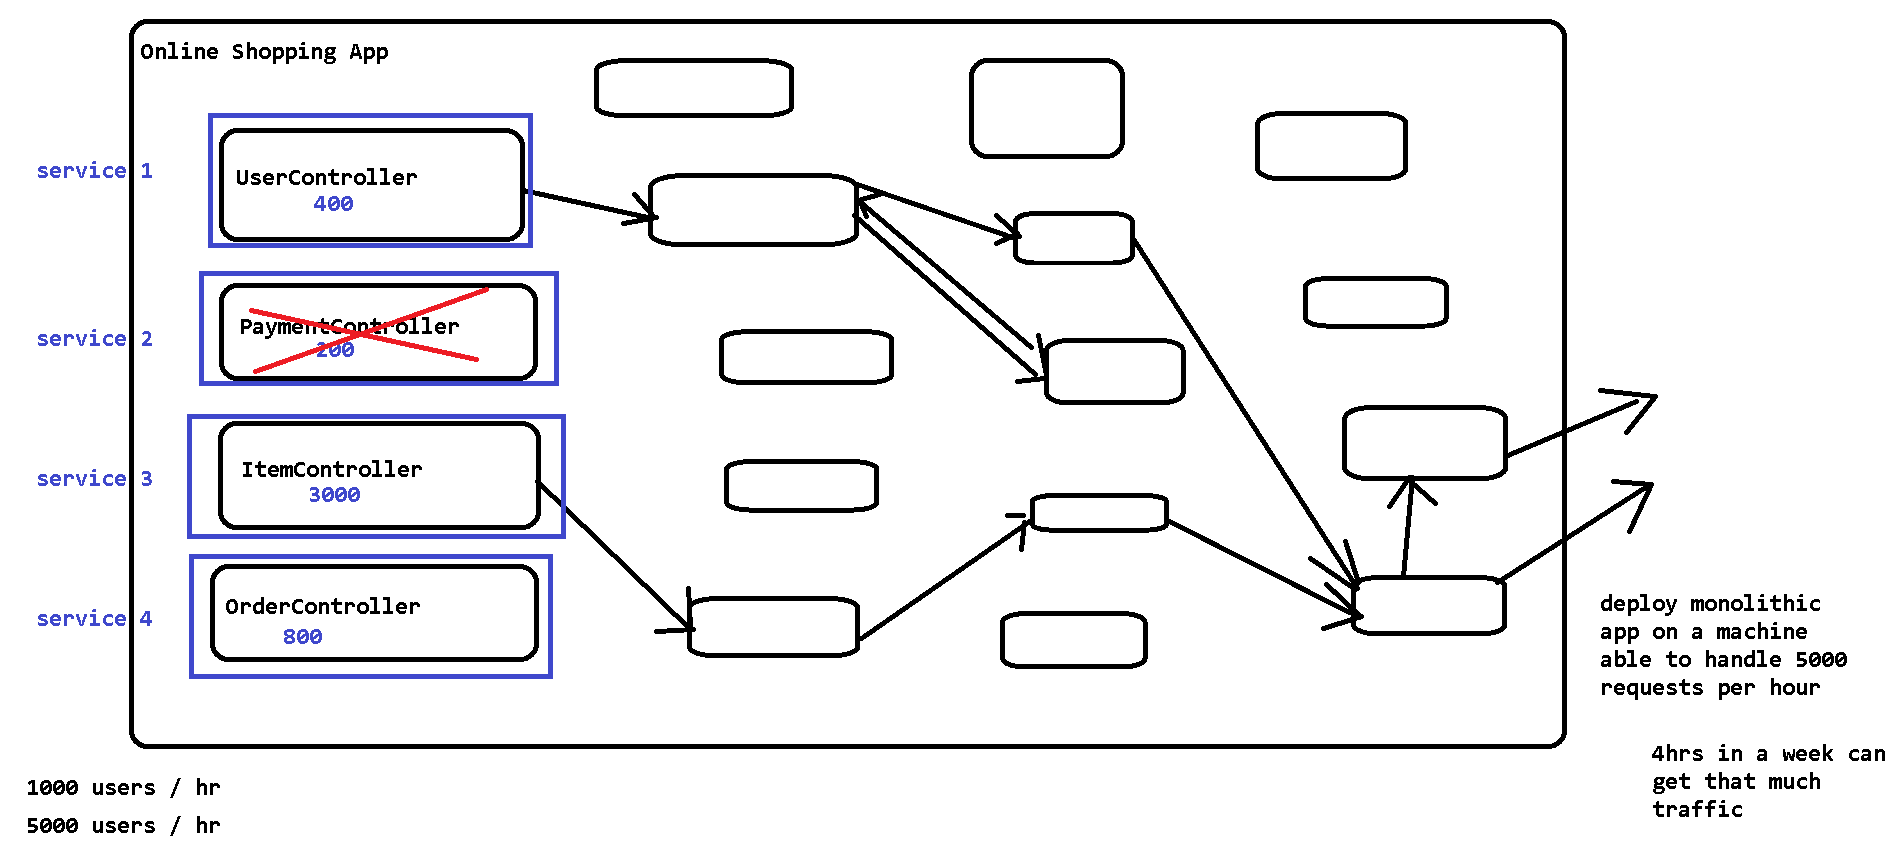 Online Shopping App
service 1
UserController
400
service 2
PaymentController
200
service 3
ItemController
3000
service 4
OrderController
800
deploy monolithic
app on a machine
able to handle 5000
requests per hour
4hrs in a week can
get that much
traffic
1000 users / hr
5000 users / hr